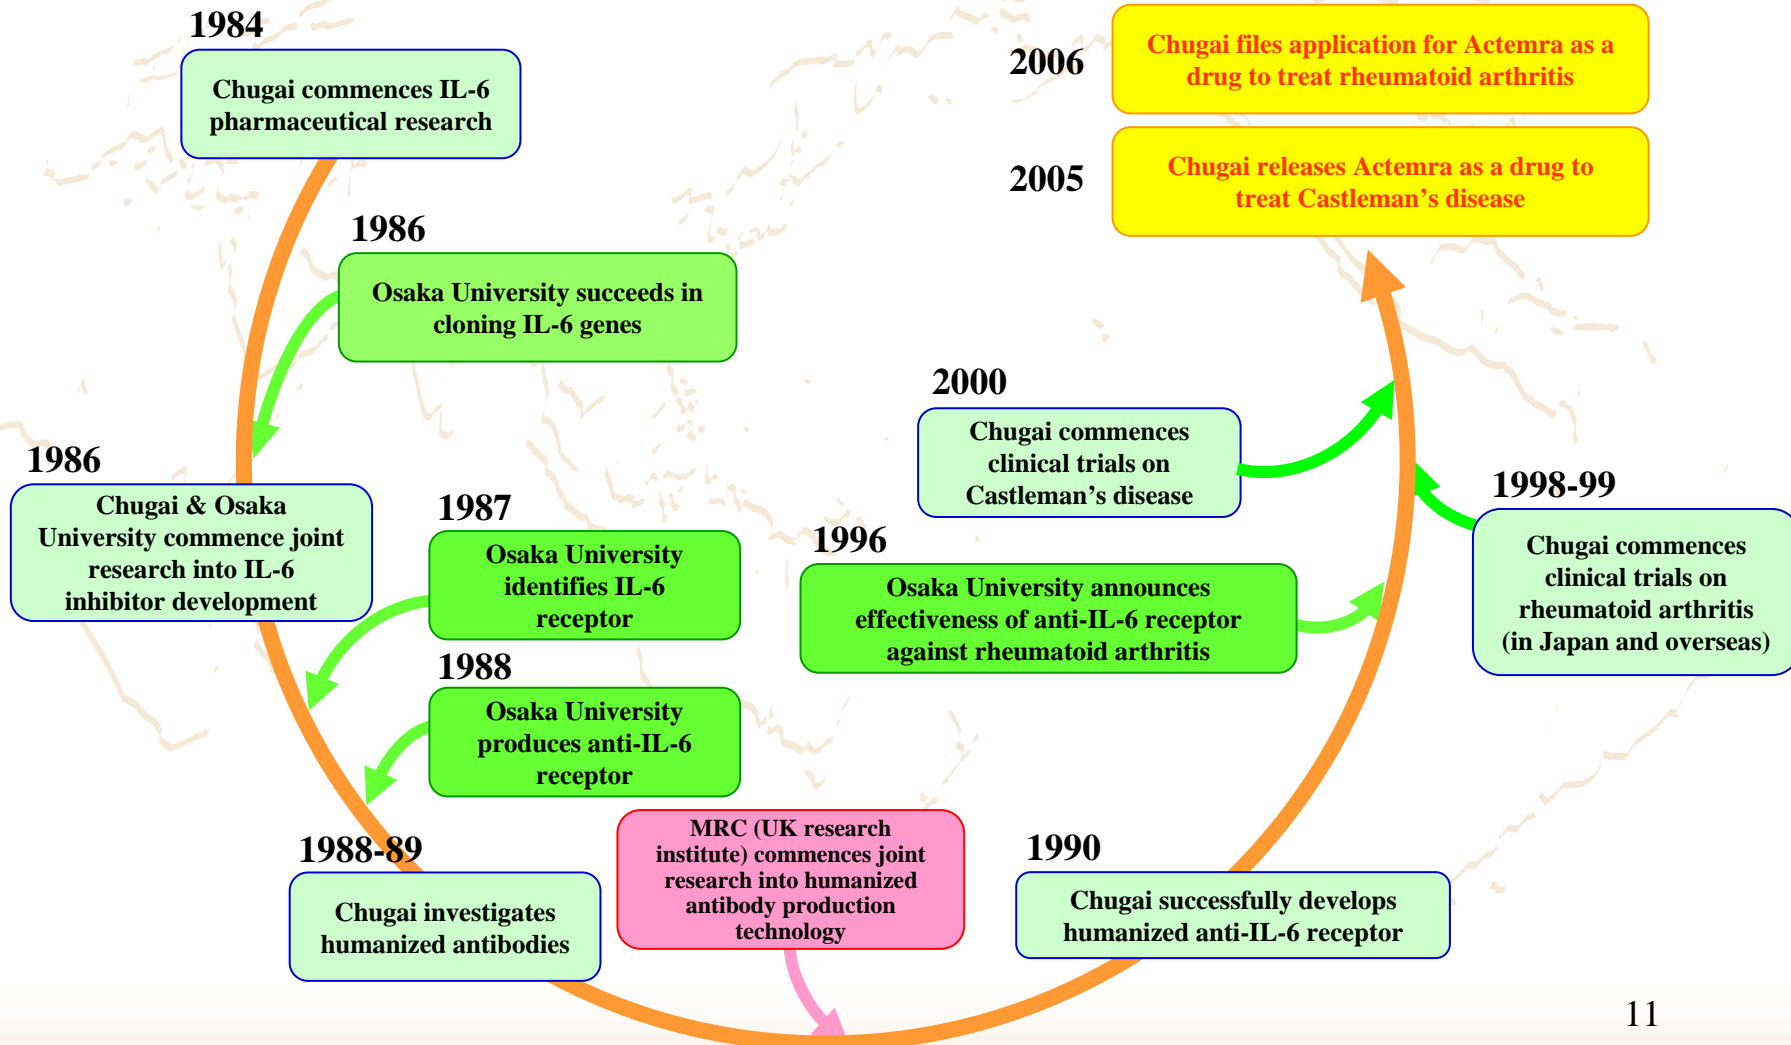 1984
Chugai commences IL-6
pharmaceutical research
1986
Osaka University succeeds in
cloning IL-6 genes
1986
Chugai & Osaka
University commence joint
research into IL-6
inhibitor development
1987
Osaka University
identifies IL-6
receptor
1988
Osaka University
produces anti-IL-6
receptor
1988-89
Chugai investigates
humanized antibodies
MRC (UK research
institute) commences joint
research into humanized
antibody production
technology
1990
Chugai successfully develops
humanized anti-IL-6 receptor
1996
Osaka University announces
effectiveness of anti-IL-6 receptor
against rheumatoid arthritis
1998-99
Chugai commences
clinical trials on
rheumatoid arthritis
(in Japan and overseas)
2000
Chugai commences
clinical trials on
Castleman’s disease
2005
Chugai releases Actemra as a drug to
treat Castleman’s disease
2006
Chugai files application for Actemra as a
drug to treat rheumatoid arthritis
11